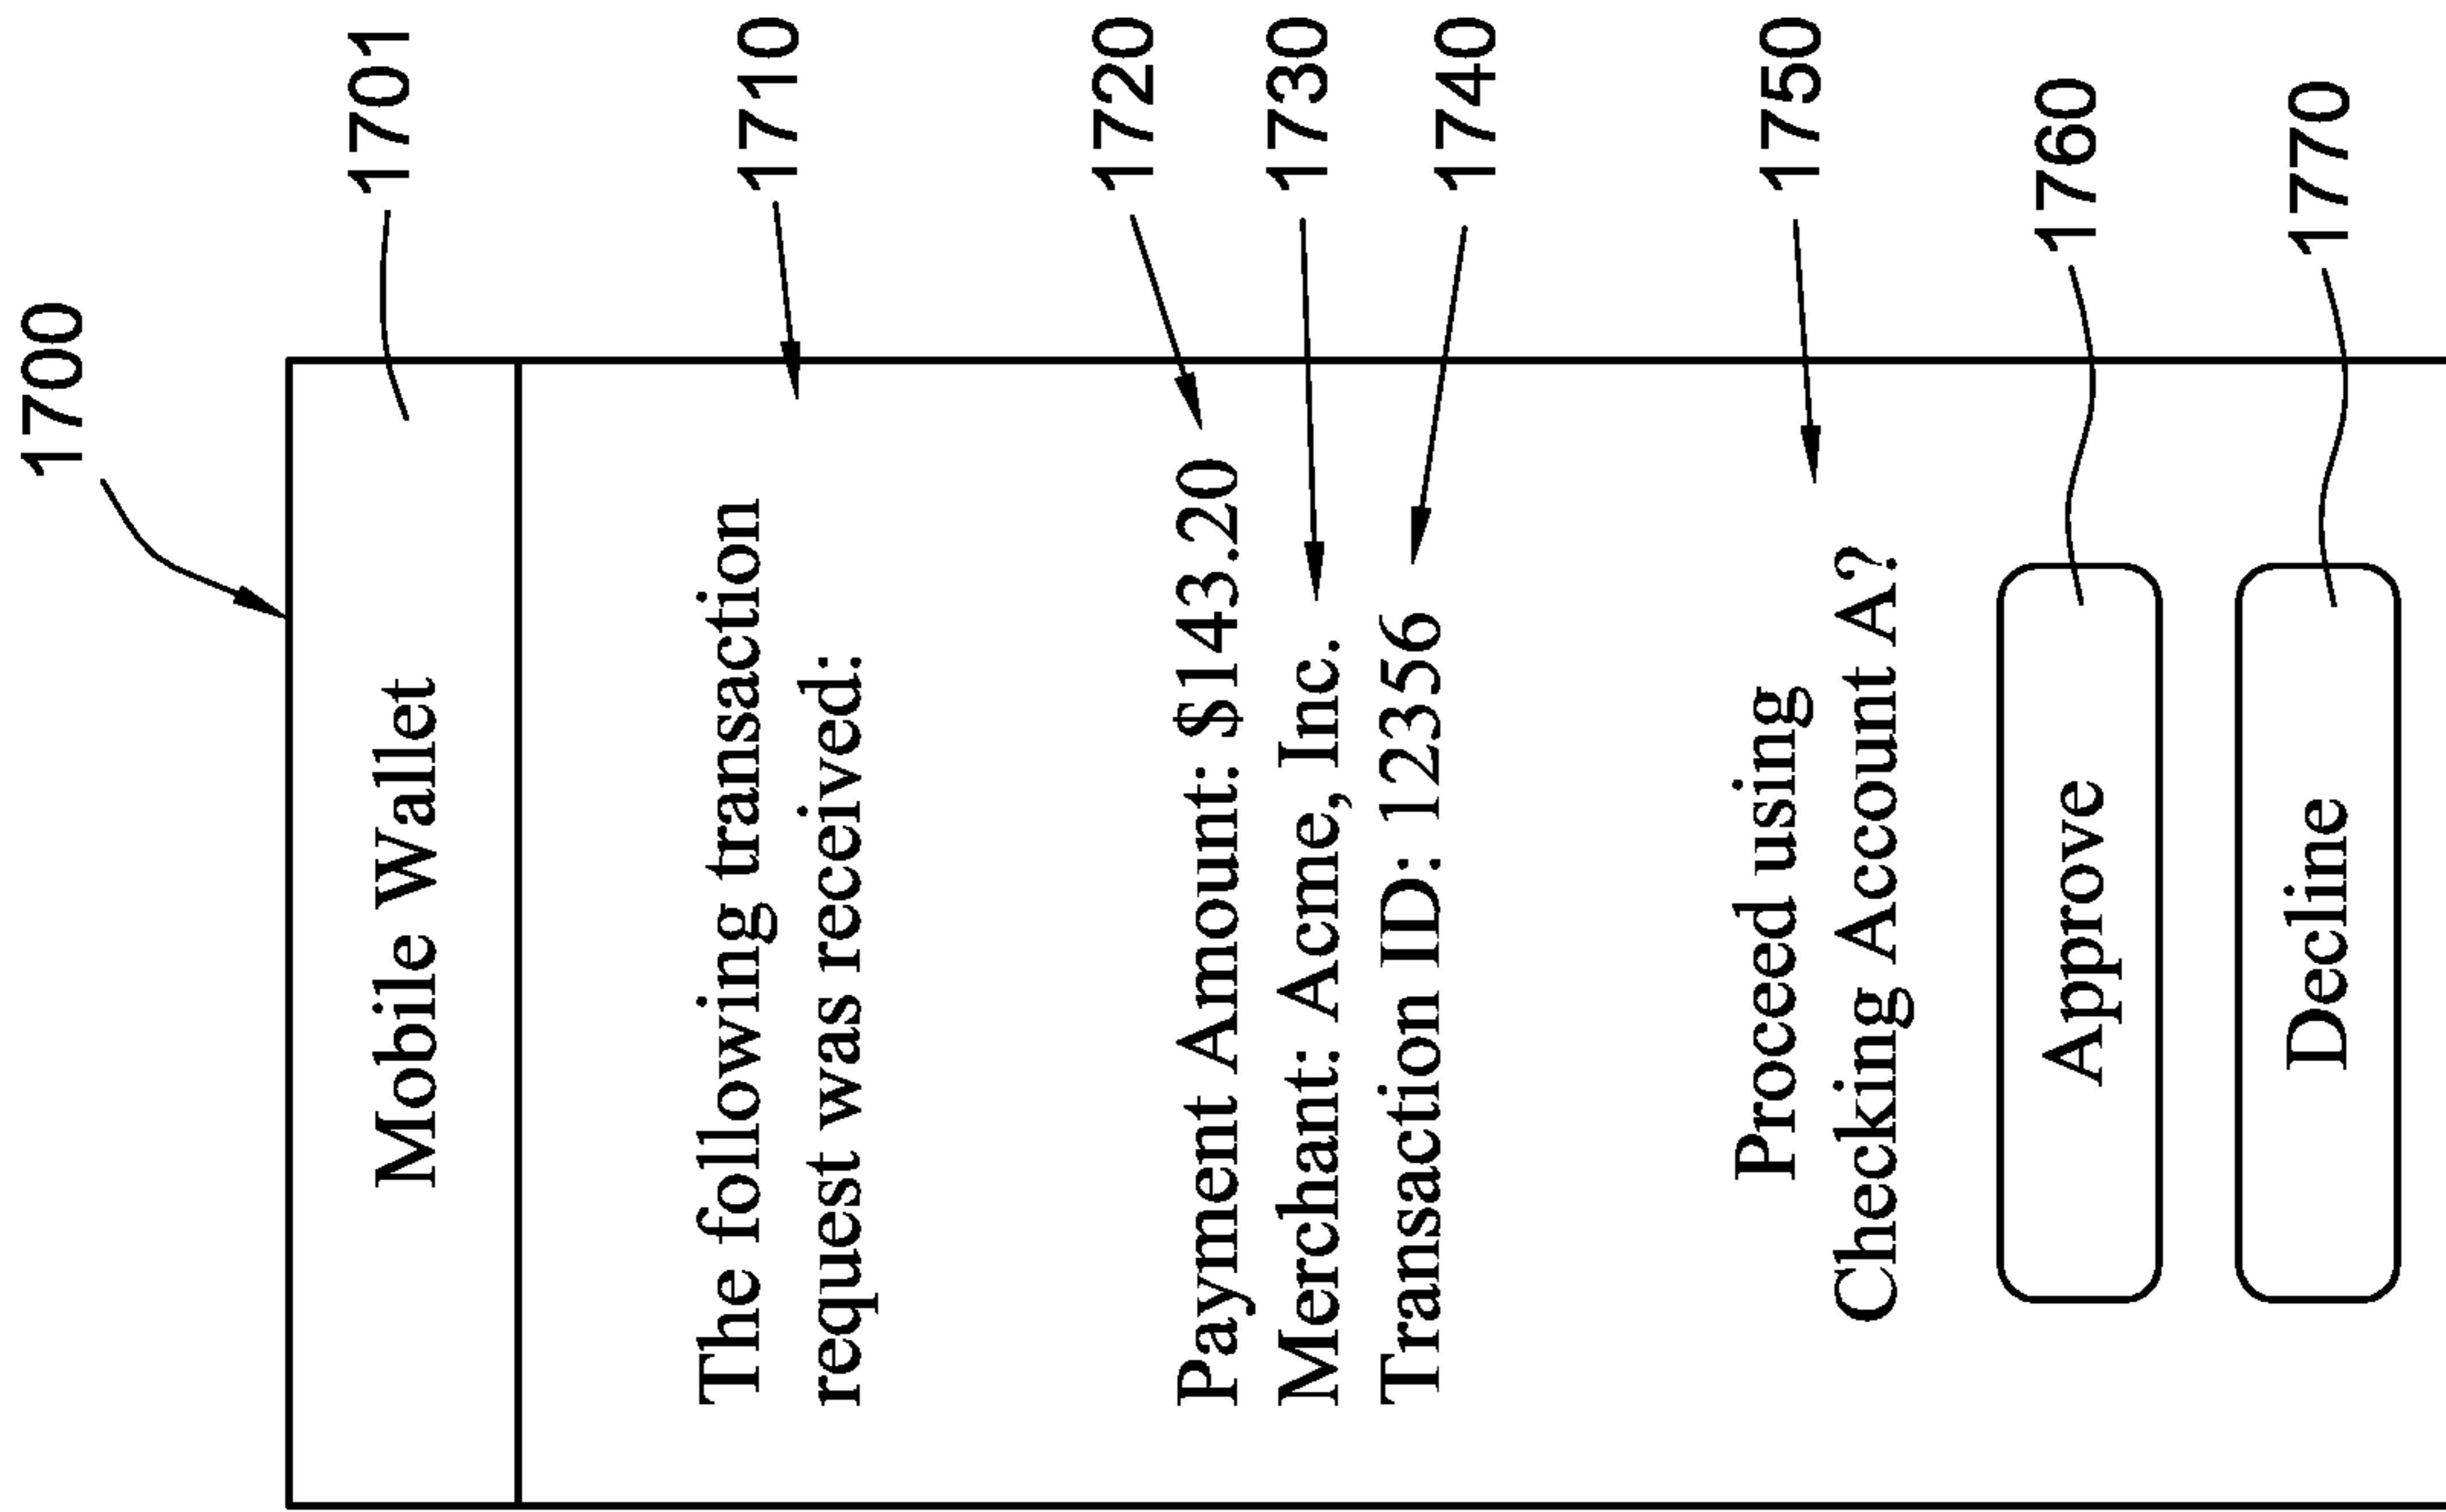 1700
Mobile Wallet
1701
The following transaction
request was received:
1710
Payment Amount: $143.20
1720
Merchant: Acme, Inc.
1730
Transaction ID: 12356
1740
Proceed using
Checking Account A?
1750
Approve
1760
Decline
1770